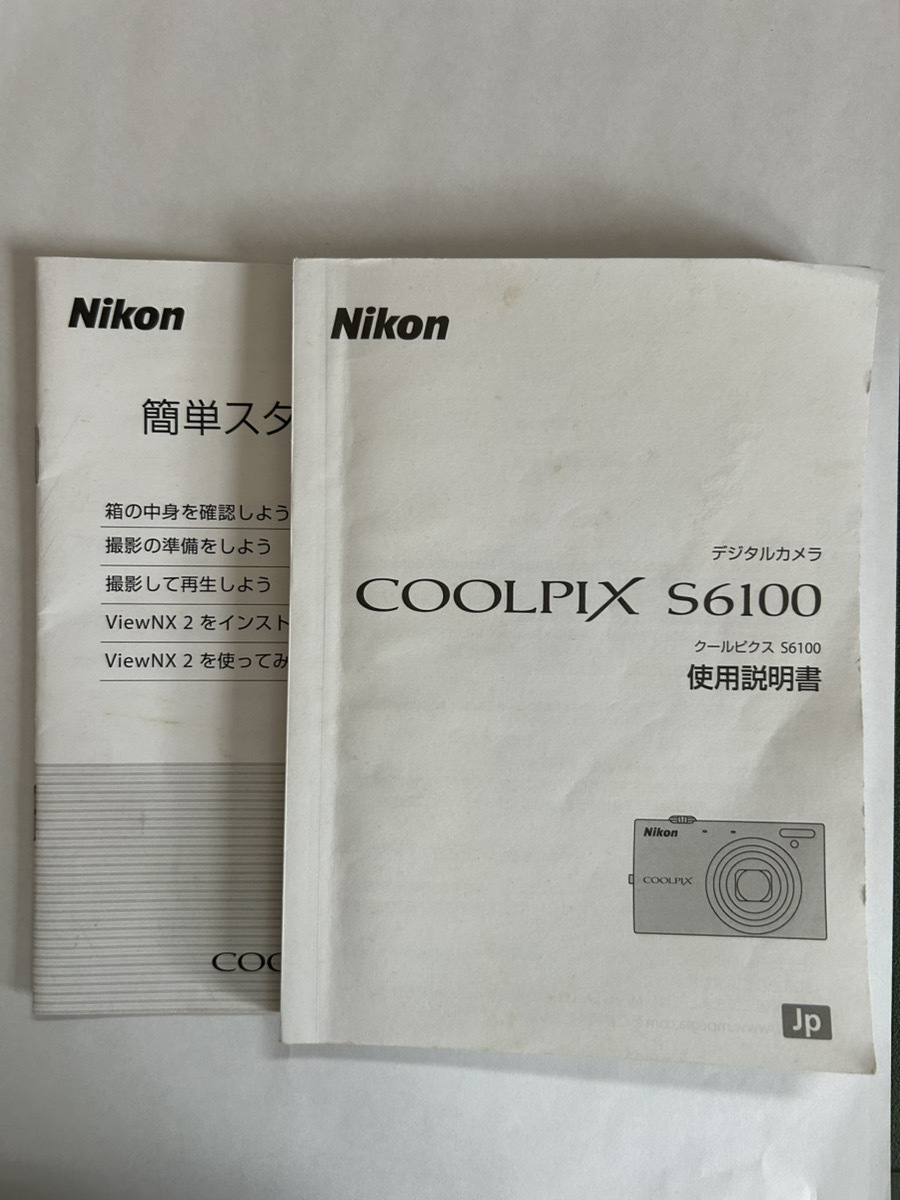 Nikon
簡単スタ
箱の中身を確認しよう
撮影の準備をしよう
撮影して再生しよう
ViewNX 2 をインスト
ViewNX 2 を使ってみ
COO
Nikon
デジタルカメラ
COOLPIX S6100
クールピクス S6100
使用説明書
Nikon
COOLPIX
Jp